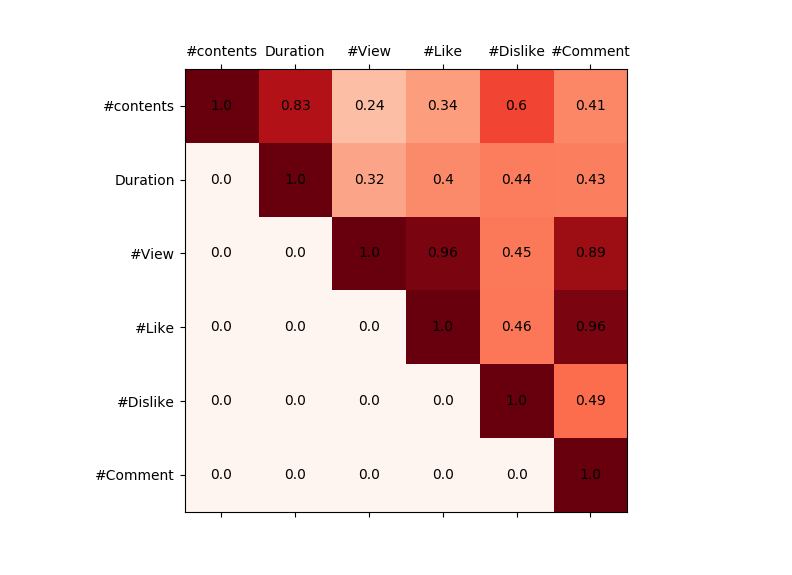 #contents Duration #View #Like #Dislike #Comment
#contents 1.0 0.83 0.24 0.34 0.6 0.41
Duration 0.0 1.0 0.32 0.4 0.44 0.43
#View 0.0 0.0 1.0 0.96 0.45 0.89
#Like 0.0 0.0 0.0 1.0 0.46 0.96
#Dislike 0.0 0.0 0.0 0.0 1.0 0.49
#Comment 0.0 0.0 0.0 0.0 0.0 1.0